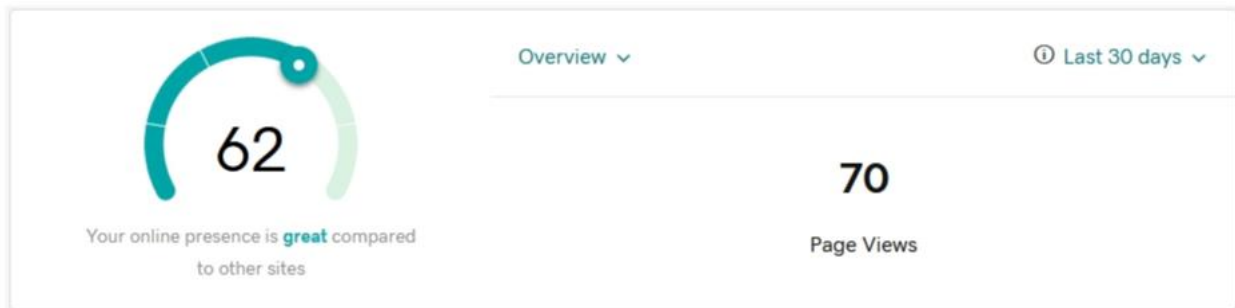 62
Your online presence is great compared
to other sites
Overview
Last 30 days
70
Page Views